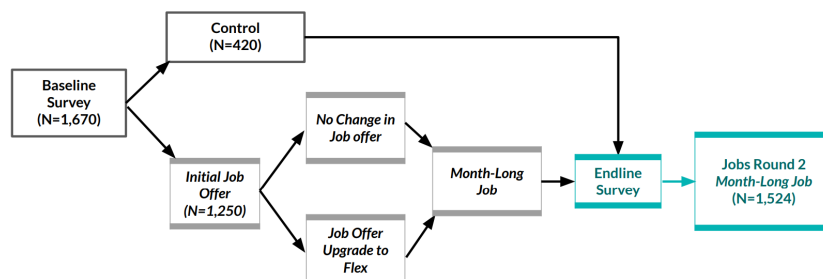 Control
(N=420)
Baseline
Survey
(N=1,670)
No Change in
Job offer
Initial Job
Offer
(N=1,250)
Month-Long
Job
Endline
Survey
Jobs Round 2
Month-Long Job
(N=1,524)
Job Offer
Upgrade to
Flex